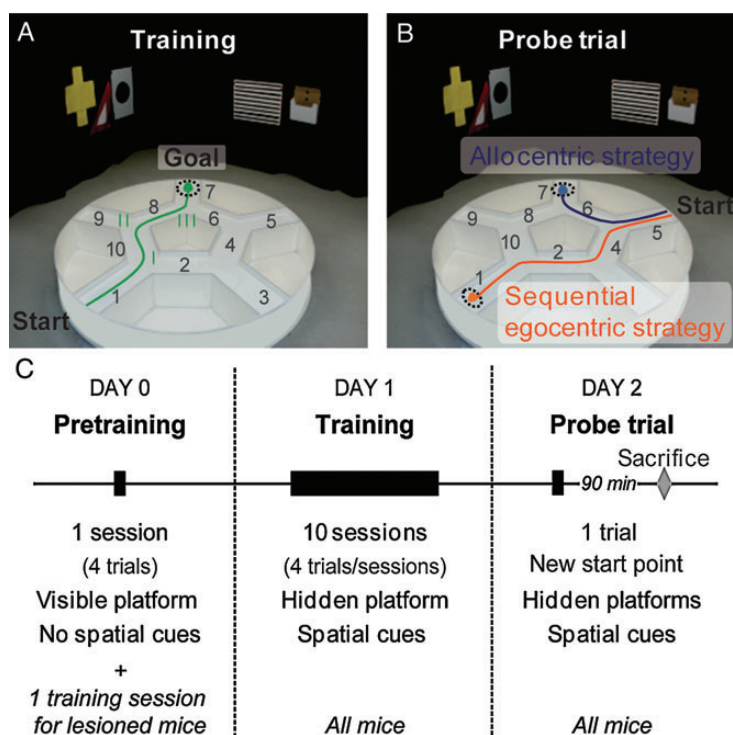 A
Training
Goal
7
8
9
II
III
6
5
10
4
I
2
1
3
Start
B
Probe trial
Allocentric strategy
7
6
Start
9
8
5
10
4
2
1
3
Sequential
egocentric strategy
C
DAY 0
Pretraining
1 session
(4 trials)
Visible platform
No spatial cues
+
1 training session
for lesioned mice
DAY 1
Training
10 sessions
(4 trials/sessions)
Hidden platform
Spatial cues
All mice
DAY 2
Probe trial
Sacrifice
90 min
1 trial
New start point
Hidden platforms
Spatial cues
All mice